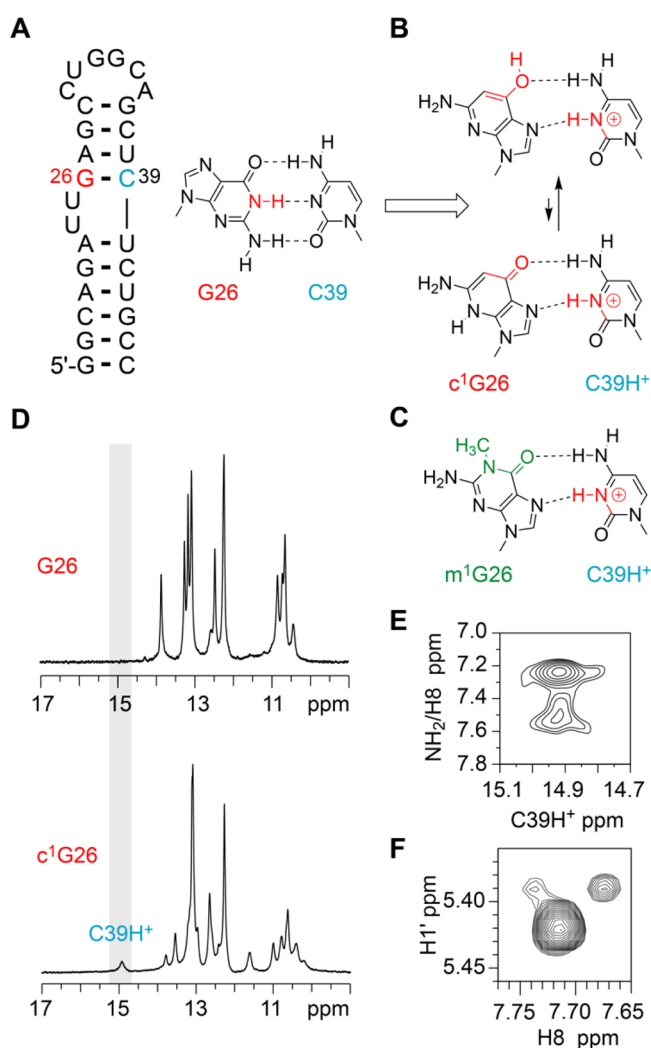 A
U G G
C C
C A
C G
G C
A U
26 G C 39
U
U
A U
G C
A U
C G
G C
5'-G C
N
N
O
N-H
N
N
H
H
H
H-N
N
N
O
G26
C39
B
H
O
H
H-N
H2N
N
N
N
H-N
+
N
O
O
H
H-N
H2N
N
H
N
N
H-N
+
N
O
c1G26
C39H+
C
H3C
N
O
H
H-N
H2N
N
N
N
H-N
+
N
O
m1G26
C39H+
D
G26
17 15 13 11 ppm
c1G26
C39H+
17 15 13 11 ppm
E
NH2/H8 ppm
7.0
7.2
7.4
7.6
7.8
15.1 14.9 14.7
C39H+ ppm
F
H1' ppm
5.40
5.45
7.75 7.70 7.65
H8 ppm